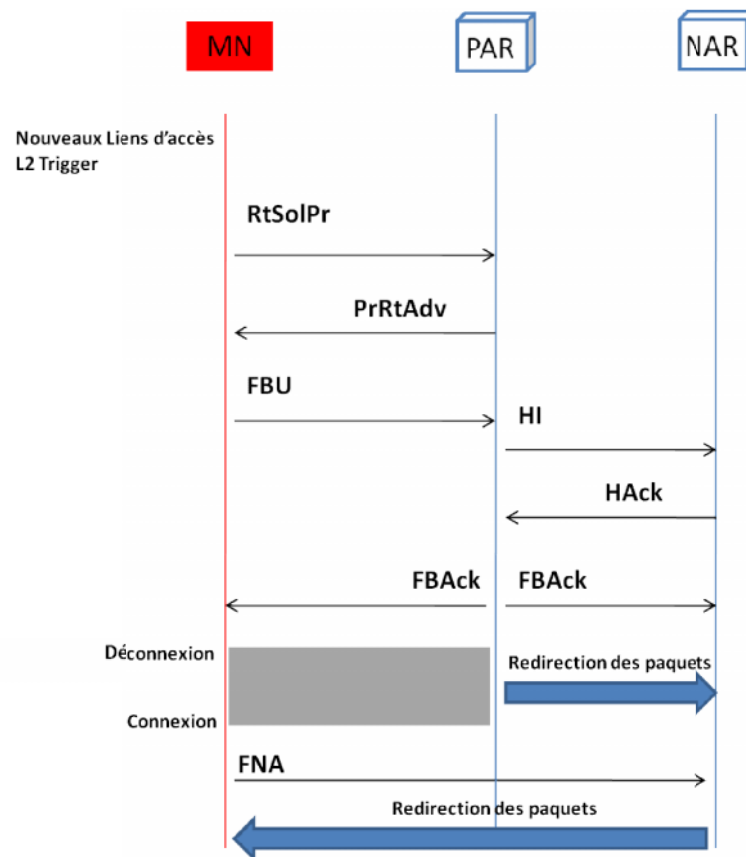 MN
PAR
NAR
Nouveaux Liens d'accès
L2 Trigger
RtSolPr
PrRtAdv
FBU
HI
HAck
FBAck
FBAck
Déconnexion
Redirection des paquets
Connexion
FNA
Redirection des paquets